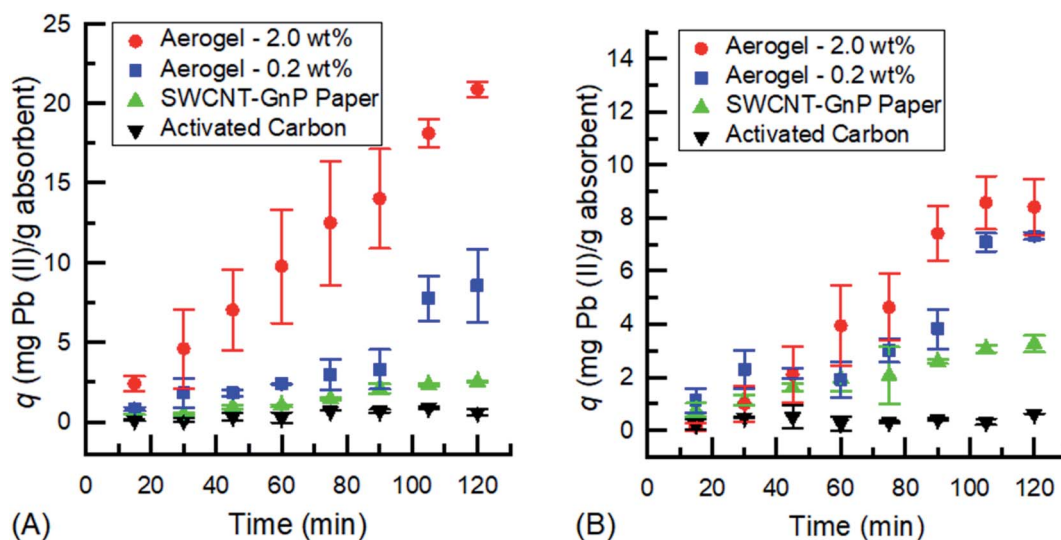 Aerogel - 2.0 wt%
Aerogel - 0.2 wt%
SWCNT-GnP Paper
Activated Carbon
q (mg Pb (II)/g absorbent)
25
20
15
10
5
0
0 20 40 60 80 100 120
Time (min)
(A)
Aerogel - 2.0 wt%
Aerogel - 0.2 wt%
SWCNT-GnP Paper
Activated Carbon
q (mg Pb (II)/g absorbent)
14
12
10
8
6
4
2
0
0 20 40 60 80 100 120
Time (min)
(B)